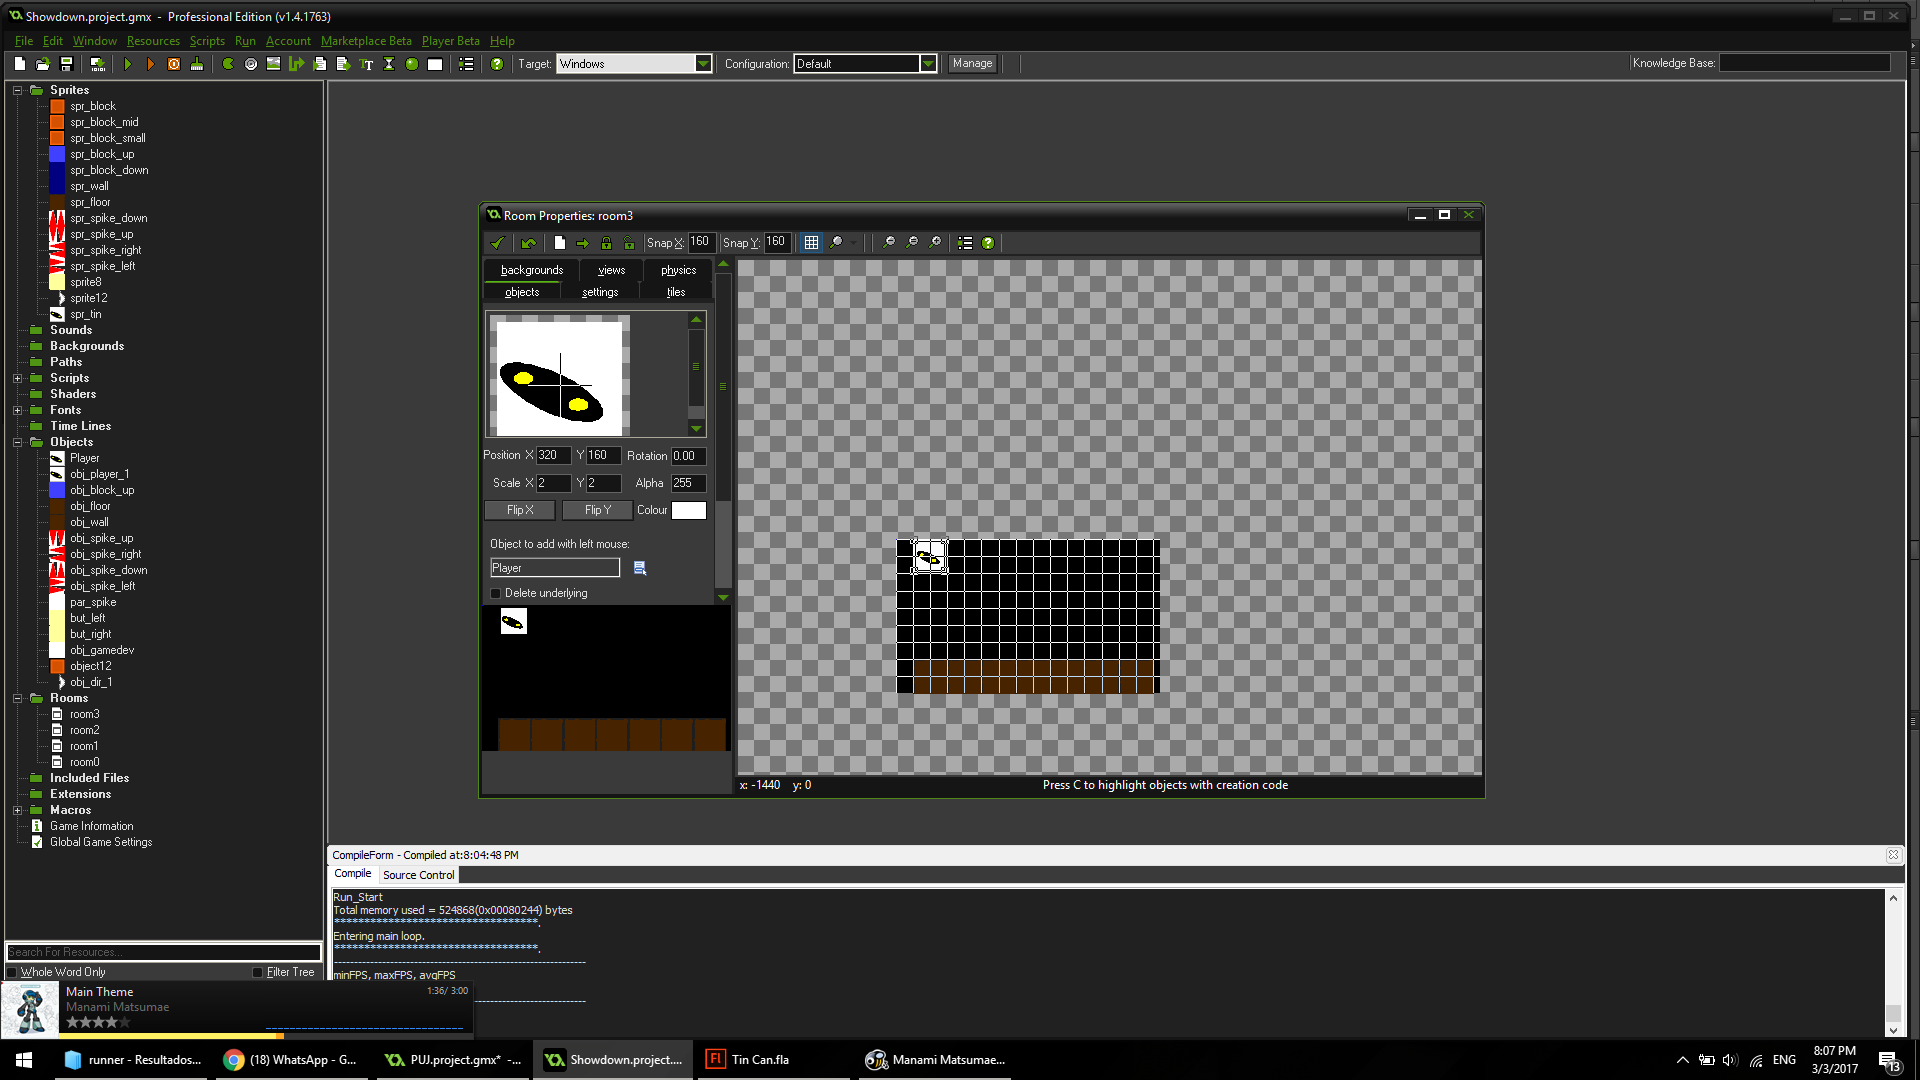 Showdown.project.gmx - Professional Edition (v1.4.1763)
File Edit Window Resources Scripts Run Account Marketplace Beta Player Beta Help
Target: Windows Configuration: Default Manage Knowledge Base:
Sprites
spr_block
spr_block_mid
spr_block_small
spr_block_up
spr_block_down
spr_wall
spr_floor
spr_spike_down
spr_spike_up
spr_spike_right
spr_spike_left
sprite8
sprite12
spr_tin
Sounds
Backgrounds
Paths
Scripts
Shaders
Fonts
Time Lines
Objects
Player
obj_player_1
obj_block_up
obj_floor
obj_wall
obj_spike_up
obj_spike_right
obj_spike_down
obj_spike_left
par_spike
but_left
but_right
obj_gamedev
object12
obj_dir_1
Rooms
room3
room2
room1
room0
Included Files
Extensions
Macros
Game Information
Global Game Settings
Search For Resources...
Whole Word Only Filter Tree
Room Properties: room3
Snap X: 160 Snap Y: 160
backgrounds views physics
objects settings tiles
Position X 320 Y 160 Rotation 0.00
Scale X 2 Y 2 Alpha 255
Flip X Flip Y Colour
Object to add with left mouse:
Player
Delete underlying
x: -1440 y: 0 Press C to highlight objects with creation code
CompileForm - Compiled at:8:04:48 PM
Compile Source Control
Run_Start
Total memory used = 524868(0x00080244) bytes
***********************************.
Entering main loop.
***********************************.
minFPS, maxFPS, avgFPS
Main Theme 1:36/ 3:00
Manami Matsumae
runner - Resultados... (18) WhatsApp - G... PUJ.project.gmx* -... Showdown.project.... Tin Can.fla Manami Matsumae... ENG 8:07 PM
3/3/2017 13